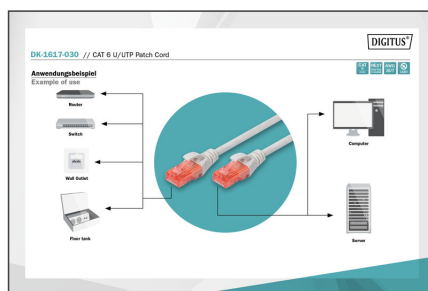 DIGITUS®
DK-1617-030 // CAT 6 U/UTP Patch Cord
Anwendungsbeispiel
Example of use
Router
Switch
Wall Outlet
Floor tank
Computer
Server